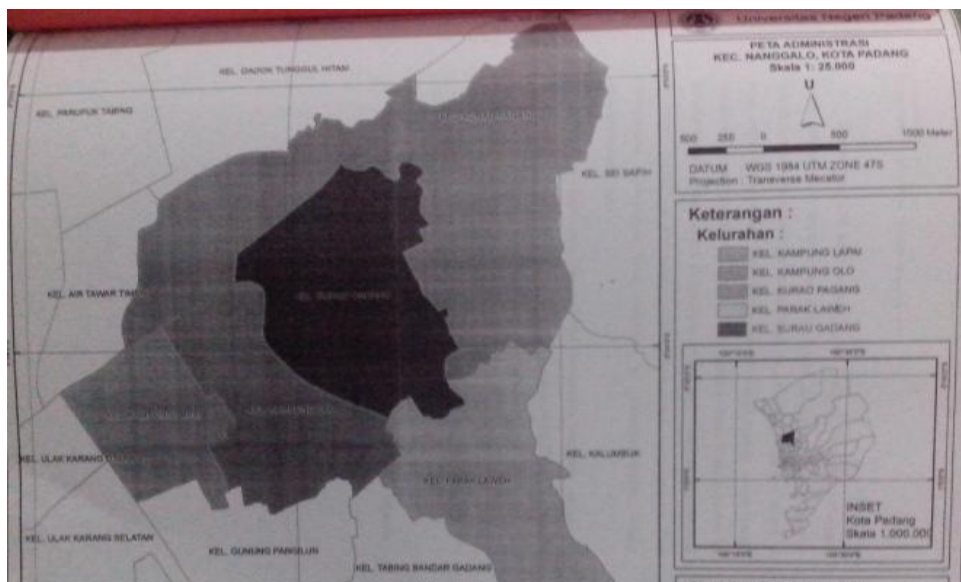 Universitas Negeri Padang
PETA ADMINISTRASI
KEC. NANGGALO, KOTA PADANG
Skala 1: 25.000
U
500 250 0 500 1000 Meter
DATUM WGS 1984 UTM ZONE 47S
Projection : Transverse Mecator
Keterangan :
Kelurahan :
KEL. KAMPUNG LAPAI
KEL. KAMPUNG OLO
KEL. KURAO PAGANG
KEL. PARAK LAWEH
KEL. SURAU GADANG
INSET
Kota Padang
Skala 1.000.000
KEL. DADOK TUNGGUL HITAM
KEL. PARUPUK TABING
KEL. SEI SAPIH
KEL. AIR TAWAR TIM
KEL. ULAK KARANG
KEL. KALUMBUK
KEL. PARAK LAWEH
KEL. ULAK KARANG SELATAN
KEL. GUNUNG PANGILUN
KEL. TABING BANDAR GADANG